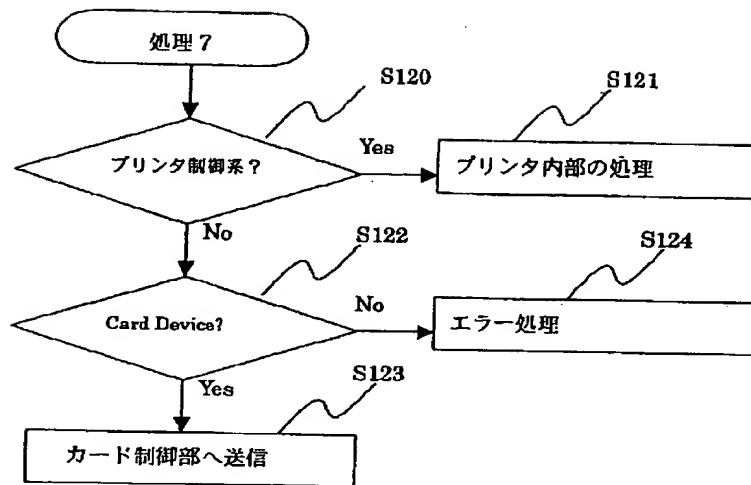 処理７
S120
S121
プリンタ制御系？
Yes
プリンタ内部の処理
No
S122
S124
Card Device?
No
エラー処理
Yes
S123
カード制御部へ送信